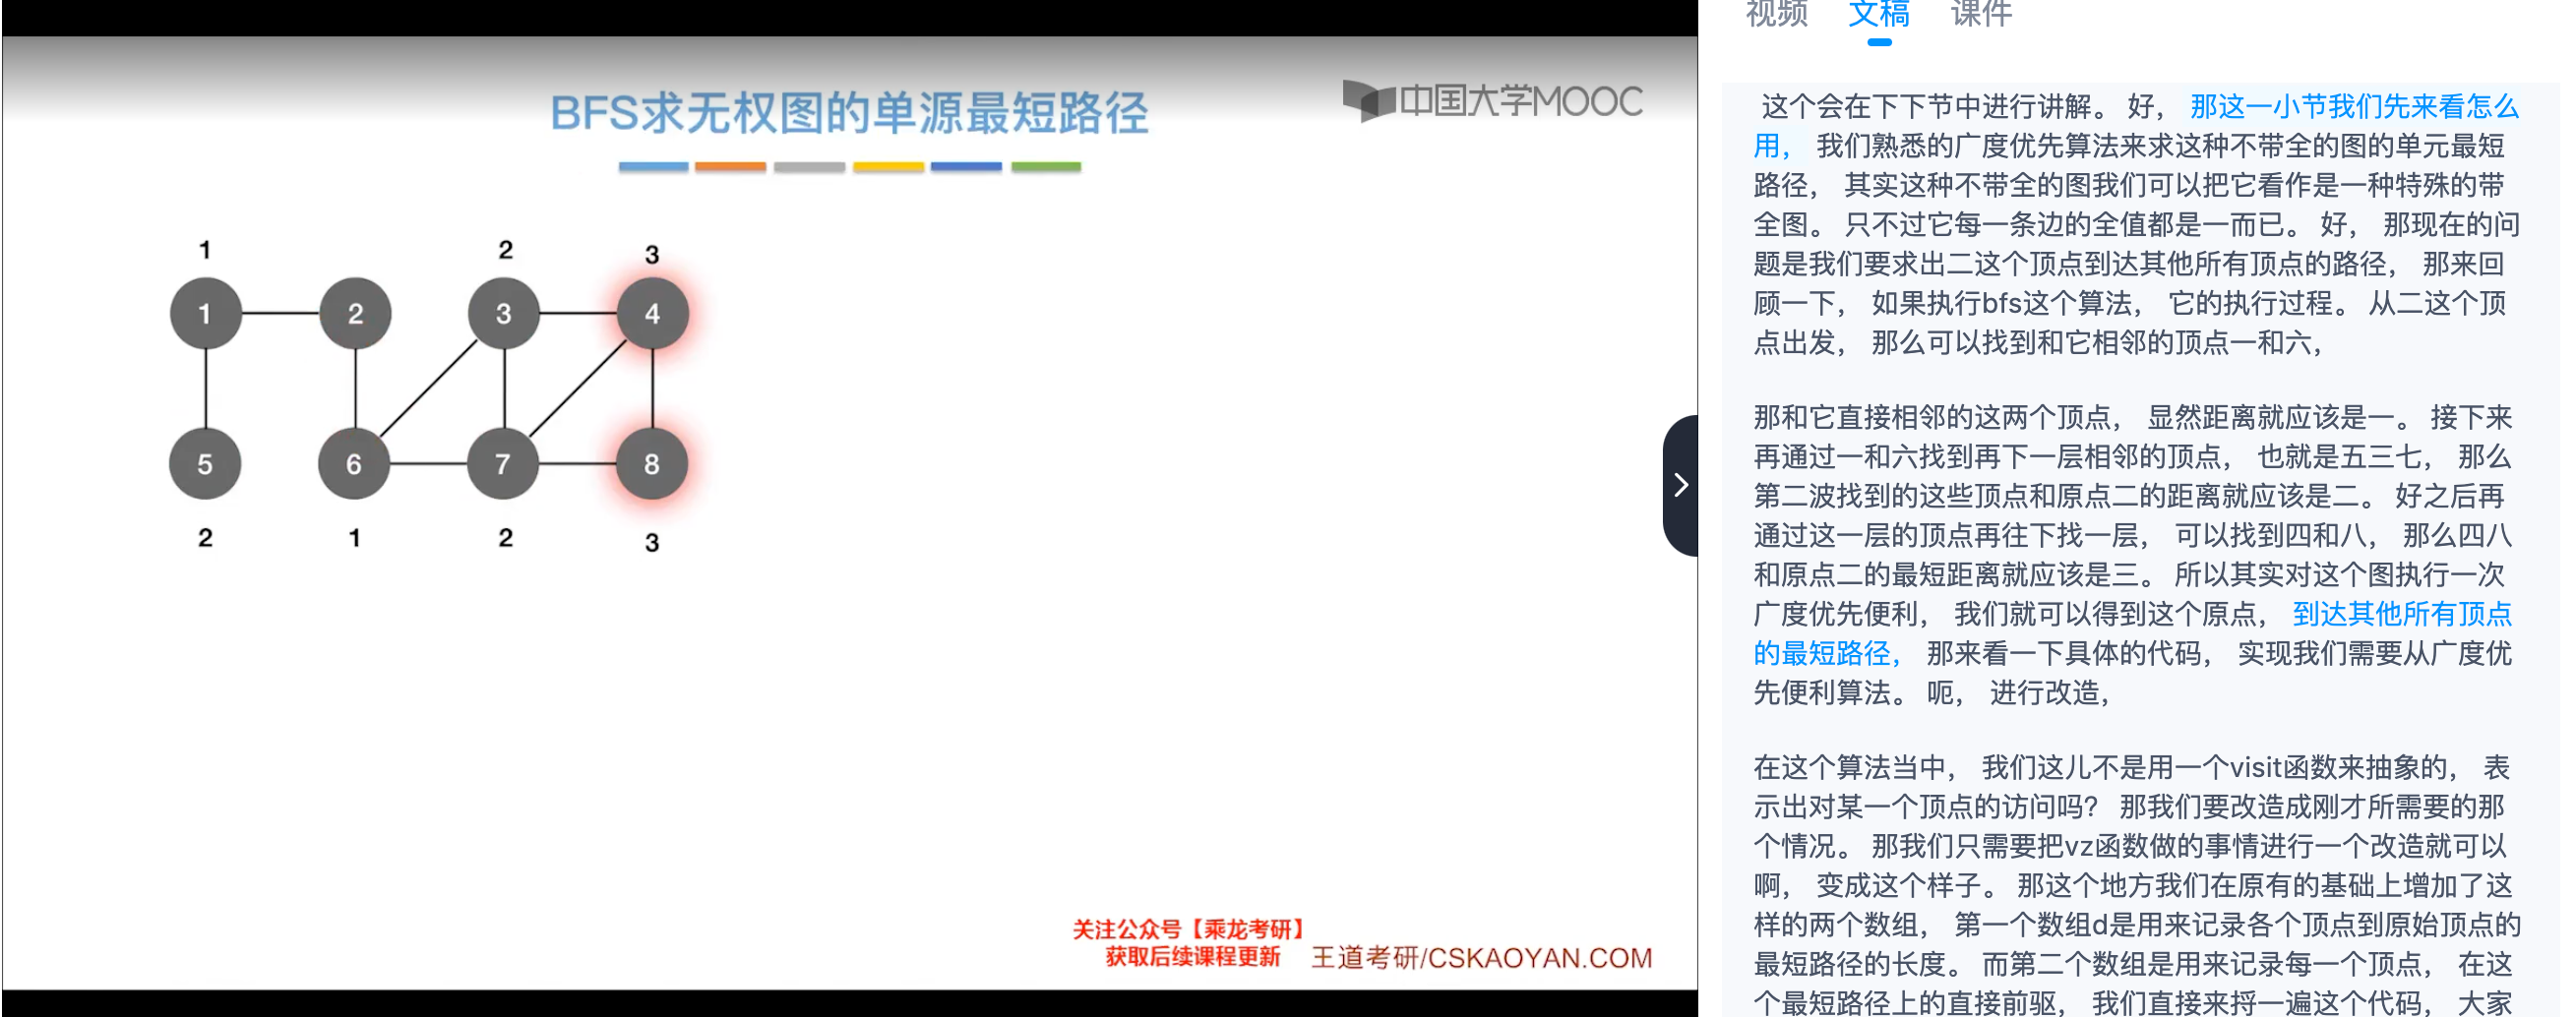 BFS求无权图的单源最短路径
中国大学MOOC
1
2
3
1
2
3
4
5
6
7
8
2
1
2
3
关注公众号【乘龙考研】
获取后续课程更新
王道考研/CSKAOYAN.COM
视频 文稿 课件
这个会在下下节中进行讲解。 好， 那这一小节我们先来看怎么
用， 我们熟悉的广度优先算法来求这种不带全的图的单元最短
路径， 其实这种不带全的图我们可以把它看作是一种特殊的带
全图。 只不过它每一条边的全值都是一而已。 好， 那现在的问
题是我们要求出二这个顶点到达其他所有顶点的路径， 那来回
顾一下， 如果执行bfs这个算法， 它的执行过程。 从二这个顶
点出发， 那么可以找到和它相邻的顶点一和六，
那和它直接相邻的这两个顶点， 显然距离就应该是一。 接下来
再通过一和六找到再下一层相邻的顶点， 也就是五三七， 那么
第二波找到的这些顶点和原点二的距离就应该是二。 好之后再
通过这一层的顶点再往下找一层， 可以找到四和八， 那么四八
和原点二的最短距离就应该是三。 所以其实对这个图执行一次
广度优先便利， 我们就可以得到这个原点， 到达其他所有顶点
的最短路径， 那来看一下具体的代码， 实现我们需要从广度优
先便利算法。 呃， 进行改造，
在这个算法当中， 我们这儿不是用一个visit函数来抽象的， 表
示出对某一个顶点的访问吗？ 那我们要改造成刚才所需要的那
个情况。 那我们只需要把vz函数做的事情进行一个改造就可以
啊， 变成这个样子。 那这个地方我们在原有的基础上增加了这
样的两个数组， 第一个数组d是用来记录各个顶点到原始顶点的
最短路径的长度。 而第二个数组是用来记录每一个顶点， 在这
个最短路径上的直接前驱， 我们直接来捋一遍这个代码， 大家